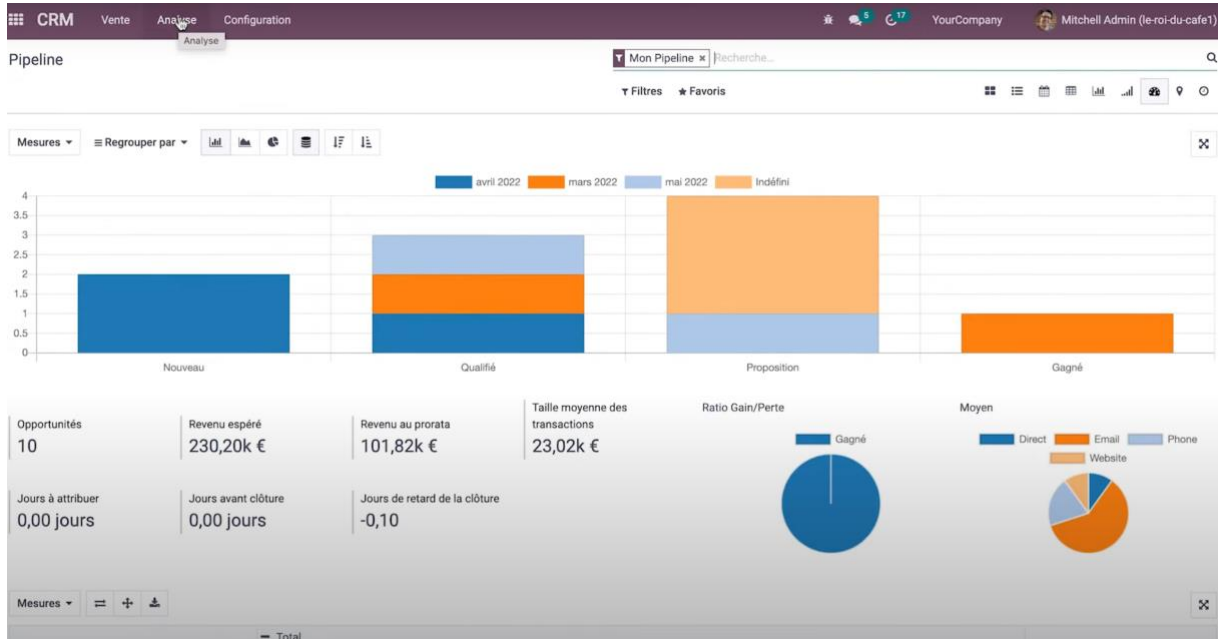 CRM Vente Analyse Configuration 5 17 YourCompany Mitchell Admin (le-roi-du-cafe1)
Analyse
Pipeline Mon Pipeline × Recherche...
Filtres Favoris
Mesures Regrouper par
avril 2022 mars 2022 mai 2022 Indéfini
4
3.5
3
2.5
2
1.5
1
0.5
0
Nouveau Qualifié Proposition Gagné
Opportunités
10
Revenu espéré
230,20k €
Revenu au prorata
101,82k €
Taille moyenne des
transactions
23,02k €
Ratio Gain/Perte
Gagné
Moyen
Direct Email Phone
Website
Jours à attribuer
0,00 jours
Jours avant clôture
0,00 jours
Jours de retard de la clôture
-0,10
Mesures
Total